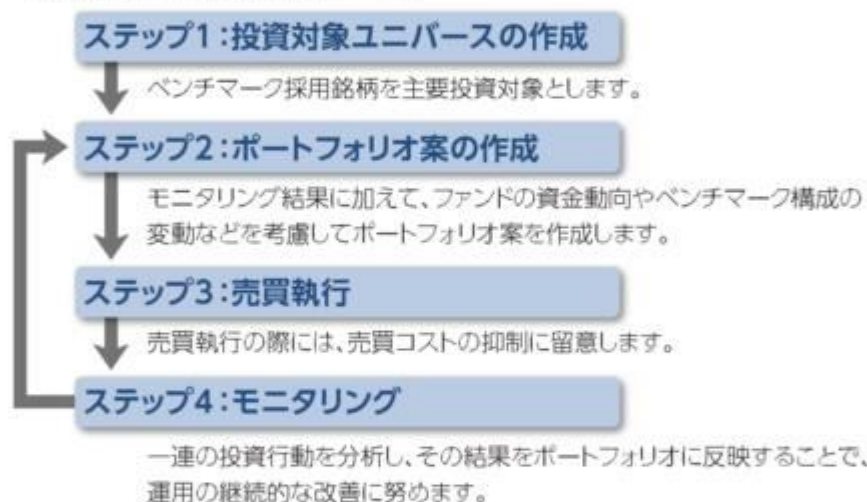 ステップ1:投資対象ユニバースの作成
ベンチマーク採用銘柄を主要投資対象とします。
ステップ2:ポートフォリオ案の作成
モニタリング結果に加えて、ファンドの資金動向やベンチマーク構成の
変動などを考慮してポートフォリオ案を作成します。
ステップ3:売買執行
売買執行の際には、売買コストの抑制に留意します。
ステップ4:モニタリング
一連の投資行動を分析し、その結果をポートフォリオに反映することで、
運用の継続的な改善に努めます。